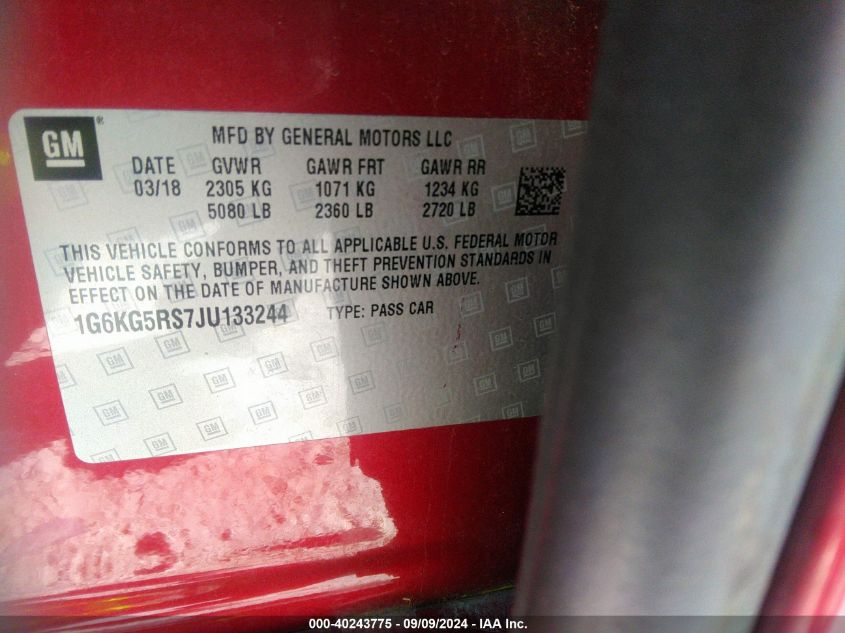 GM ®
MFD BY GENERAL MOTORS LLC
DATE GVWR GAWR FRT GAWR RR
03/18 2305 KG 1071 KG 1234 KG
5080 LB 2360 LB 2720 LB
THIS VEHICLE CONFORMS TO ALL APPLICABLE U.S. FEDERAL MOTOR
VEHICLE SAFETY, BUMPER, AND THEFT PREVENTION STANDARDS IN
EFFECT ON THE DATE OF MANUFACTURE SHOWN ABOVE.
1G6KG5RS7JU133244 TYPE: PASS CAR
000-40243775 - 09/09/2024 - IAA Inc.